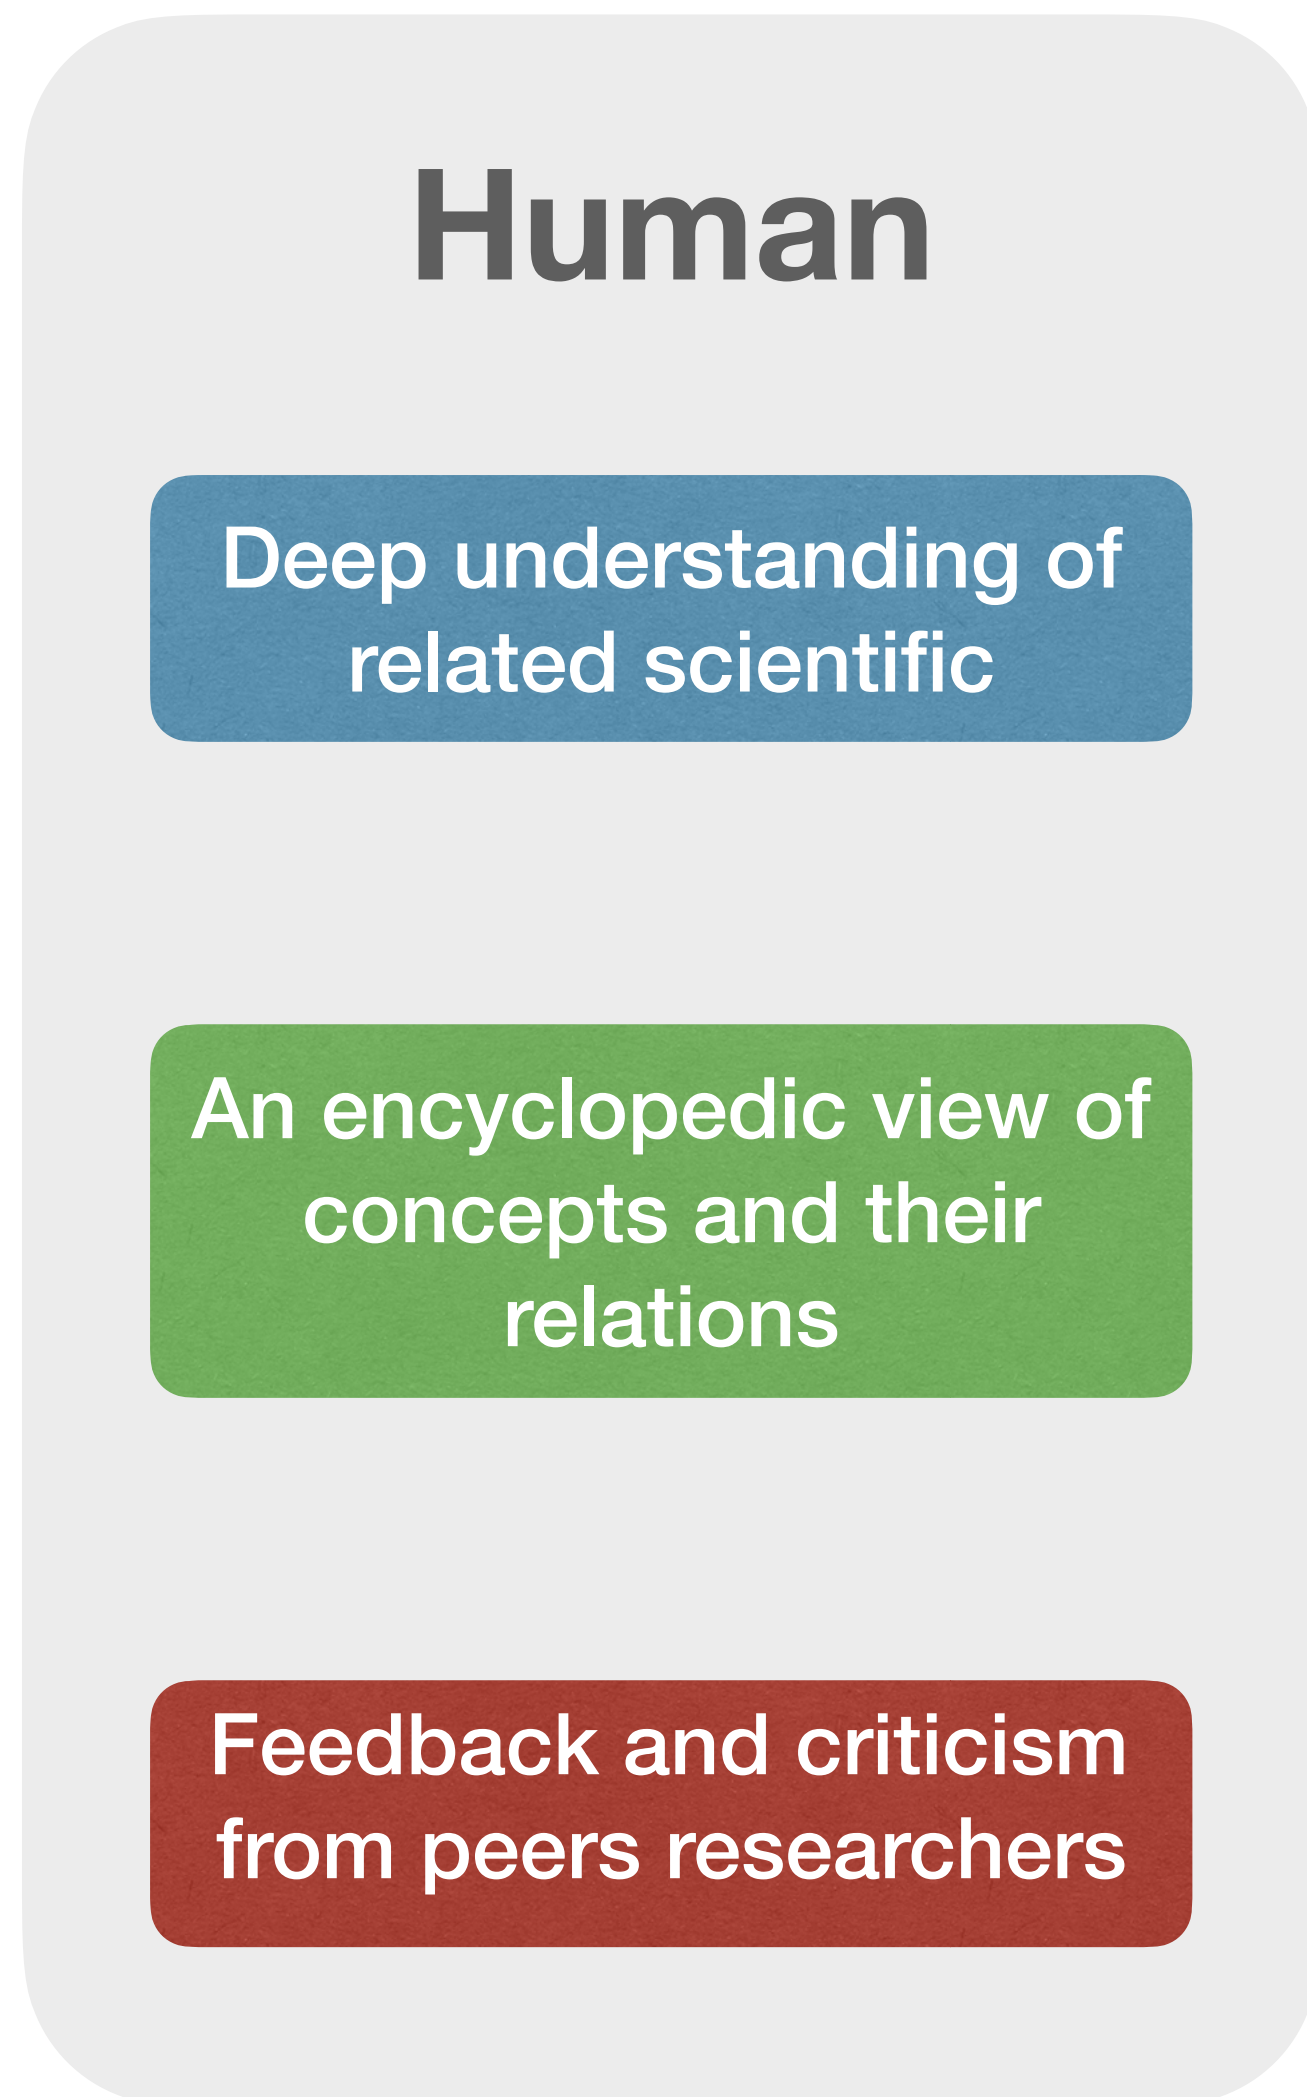 Human
Deep understanding of
related scientific
An encyclopedic view of
concepts and their
relations
Feedback and criticism
from peers researchers